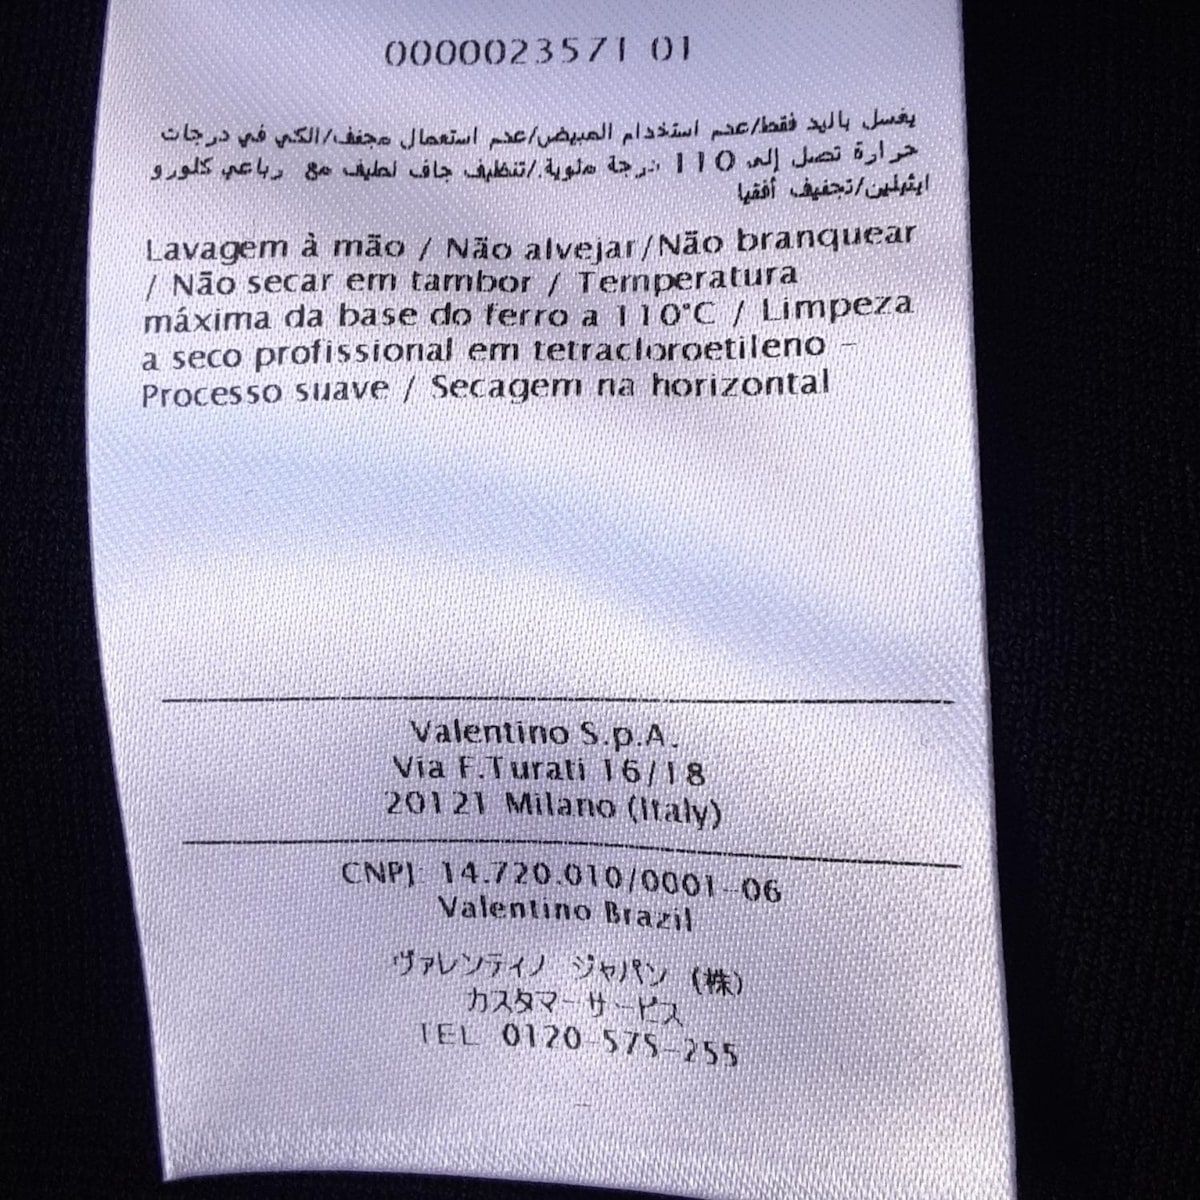 0000023571 01
يغسل باليد فقط/عدم استخدام المبيض/عدم استعمال مجفف/الكي في درجات
حرارة تصل إلى 110 درجة مئوية./تنظيف جاف لطيف مع رباعي كلورو
ايثيلين/تجفيف أفقيا
Lavagem à mão / Não alvejar/Não branquear
/ Não secar em tambor / Temperatura
máxima da base do ferro a 110°C / Limpeza
a seco profissional em tetracloroetileno -
Processo suave / Secagem na horizontal
Valentino S.p.A.
Via F.Turati 16/18
20121 Milano (Italy)
CNPJ: 14.720.010/0001-06
Valentino Brazil
ヴァレンティノ ジャパン (株)
カスタマーサービス
TEL 0120-575-255